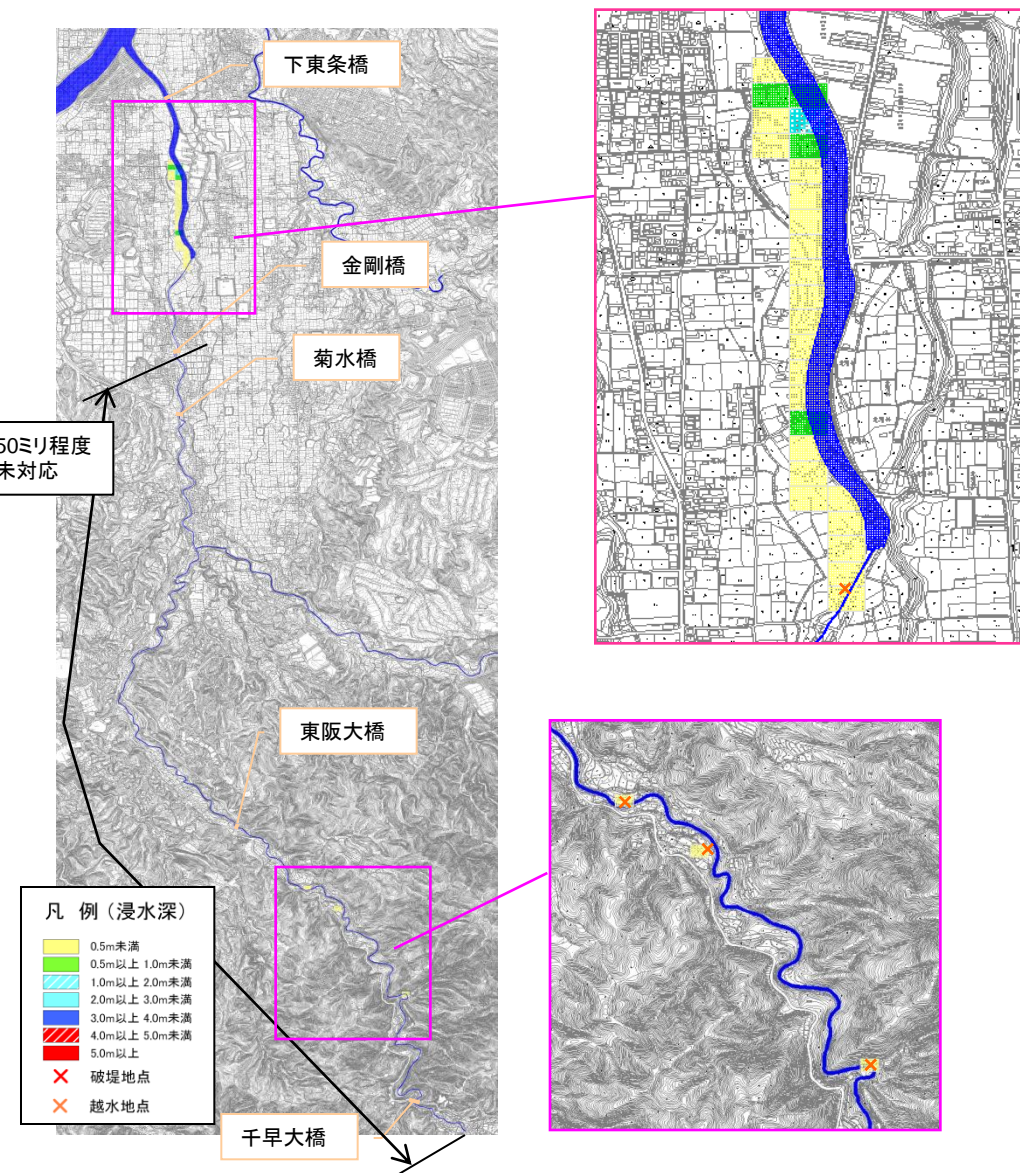 下東条橋
金剛橋
菊水橋
50ミリ程度
未対応
東阪大橋
凡 例（浸水深）
0.5m未満
0.5m以上 1.0m未満
1.0m以上 2.0m未満
2.0m以上 3.0m未満
3.0m以上 4.0m未満
4.0m以上 5.0m未満
5.0m以上
破堤地点
越水地点
千早大橋